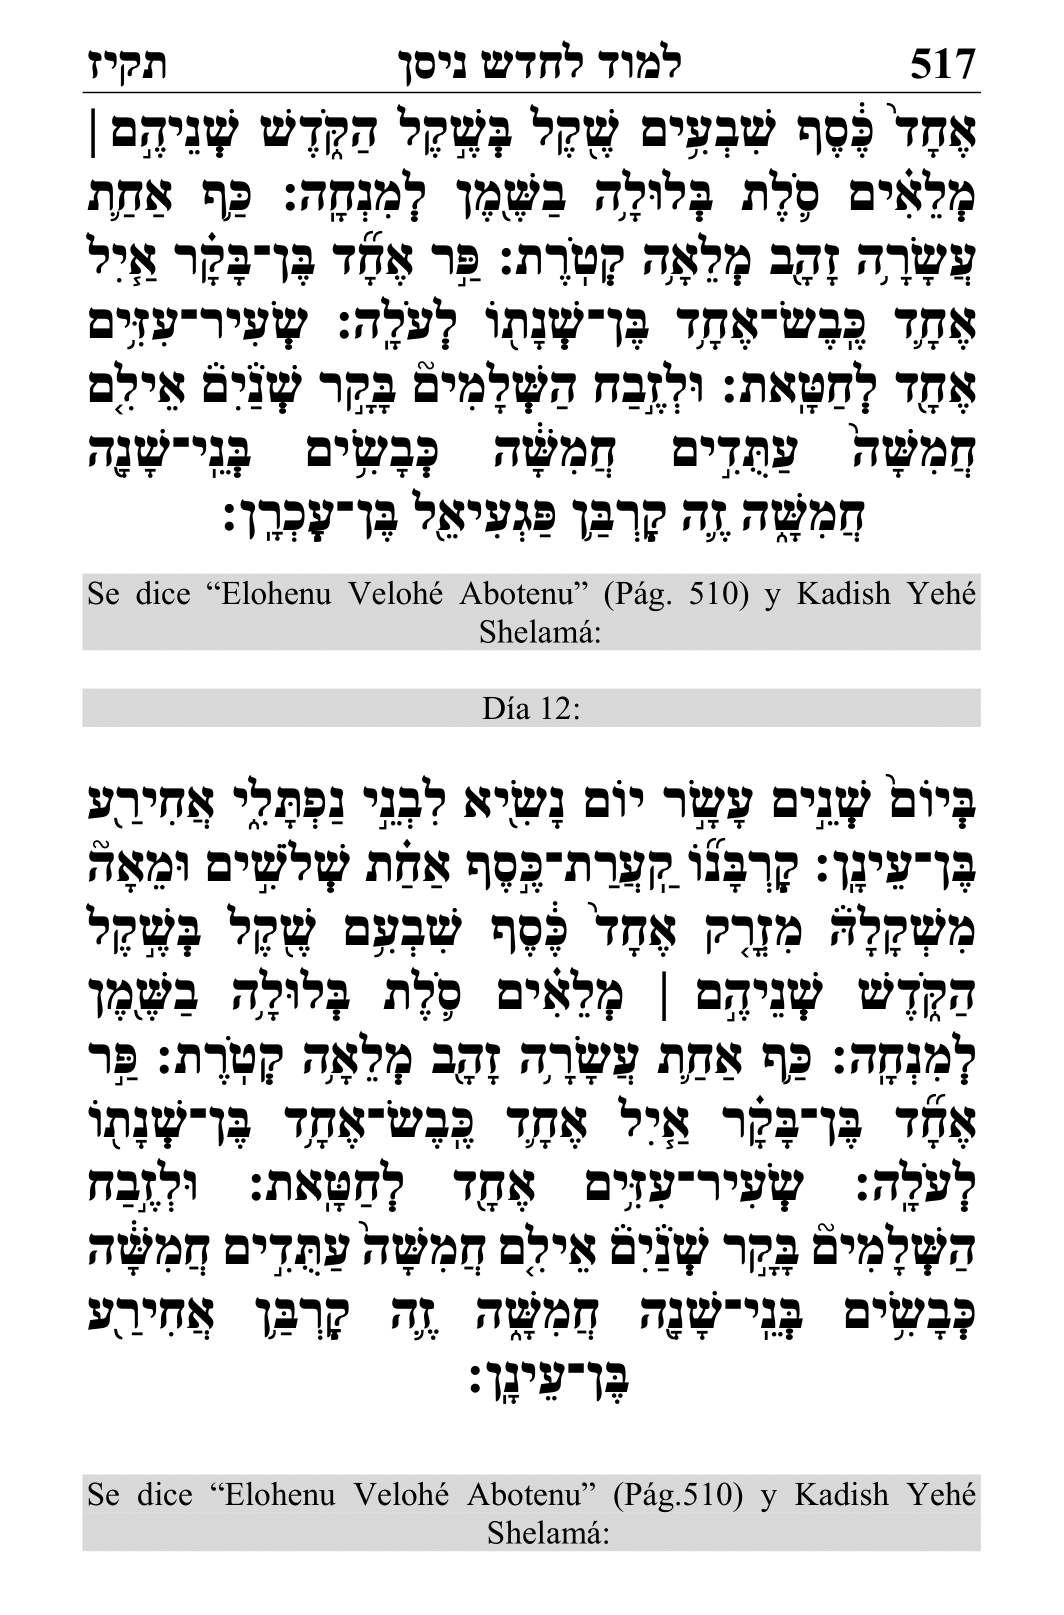 517 למוד לחדש ניסן תקיז
אֶחָד֙ כֶּ֔סֶף שִׁבְעִ֥ים שֶׁ֖קֶל בְּשֶׁ֣קֶל הַקֹּ֑דֶשׁ שְׁנֵיהֶ֣ם |
מְלֵאִ֗ים סֹ֛לֶת בְּלוּלָ֥ה בַשֶּׁ֖מֶן לְמִנְחָֽה׃ כַּ֥ף אַחַ֛ת
עֲשָׂרָ֥ה זָהָ֖ב מְלֵאָ֥ה קְטֹֽרֶת׃ פַּ֣ר אֶחָ֞ד בֶּן־בָּקָ֗ר אַ֧יִל
אֶחָ֛ד כֶּֽבֶשׂ־אֶחָ֥ד בֶּן־שְׁנָת֖וֹ לְעֹלָֽה׃ שְׂעִיר־עִזִּ֥ים
אֶחָ֖ד לְחַטָּֽאת׃ וּלְזֶ֣בַח הַשְּׁלָמִים֮ בָּקָ֣ר שְׁנַ֒יִם֒ אֵילִ֤ם
חֲמִשָּׁה֙ עַתֻּדִ֣ים חֲמִשָּׁ֔ה כְּבָשִׂ֥ים בְּנֵֽי־שָׁנָ֖ה
חֲמִשָּׁ֑ה זֶ֛ה קָרְבַּ֥ן פַּגְעִיאֵ֖ל בֶּן־עָכְרָֽן׃
Se dice “Elohenu Velohé Abotenu” (Pág. 510) y Kadish Yehé
Shelamá:
Día 12:
בְּיוֹם֙ שְׁנֵ֣ים עָשָׂ֣ר י֔וֹם נָשִׂ֖יא לִבְנֵ֣י נַפְתָּלִ֑י אֲחִירַ֖ע
בֶּן־עֵינָֽן׃ קָרְבָּנ֞וֹ קַֽעֲרַת־כֶּ֣סֶף אַחַ֗ת שְׁלֹשִׁ֣ים וּמֵאָה֮
מִשְׁקָלָהּ֒ מִזְרָ֤ק אֶחָד֙ כֶּ֔סֶף שִׁבְעִ֥ם שֶׁ֖קֶל בְּשֶׁ֣קֶל
הַקֹּ֑דֶשׁ שְׁנֵיהֶ֣ם | מְלֵאִ֗ים סֹ֛לֶת בְּלוּלָ֥ה בַשֶּׁ֖מֶן
לְמִנְחָֽה׃ כַּ֥ף אַחַ֛ת עֲשָׂרָ֥ה זָהָ֖ב מְלֵאָ֥ה קְטֹֽרֶת׃ פַּ֣ר
אֶחָ֞ד בֶּן־בָּקָ֗ר אַ֧יִל אֶחָ֛ד כֶּֽבֶשׂ־אֶחָ֥ד בֶּן־שְׁנָת֖וֹ
לְעֹלָֽה׃ שְׂעִיר־עִזִּ֥ים אֶחָ֖ד לְחַטָּֽאת׃ וּלְזֶ֣בַח
הַשְּׁלָמִים֮ בָּקָ֣ר שְׁנַ֒יִם֒ אֵילִ֤ם חֲמִשָּׁה֙ עַתֻּדִ֣ים חֲמִשָּׁ֔ה
כְּבָשִׂ֥ים בְּנֵֽי־שָׁנָ֖ה חֲמִשָּׁ֑ה זֶ֛ה קָרְבַּ֥ן אֲחִירַ֖ע
בֶּן־עֵינָֽן׃
Se dice “Elohenu Velohé Abotenu” (Pág.510) y Kadish Yehé
Shelamá: